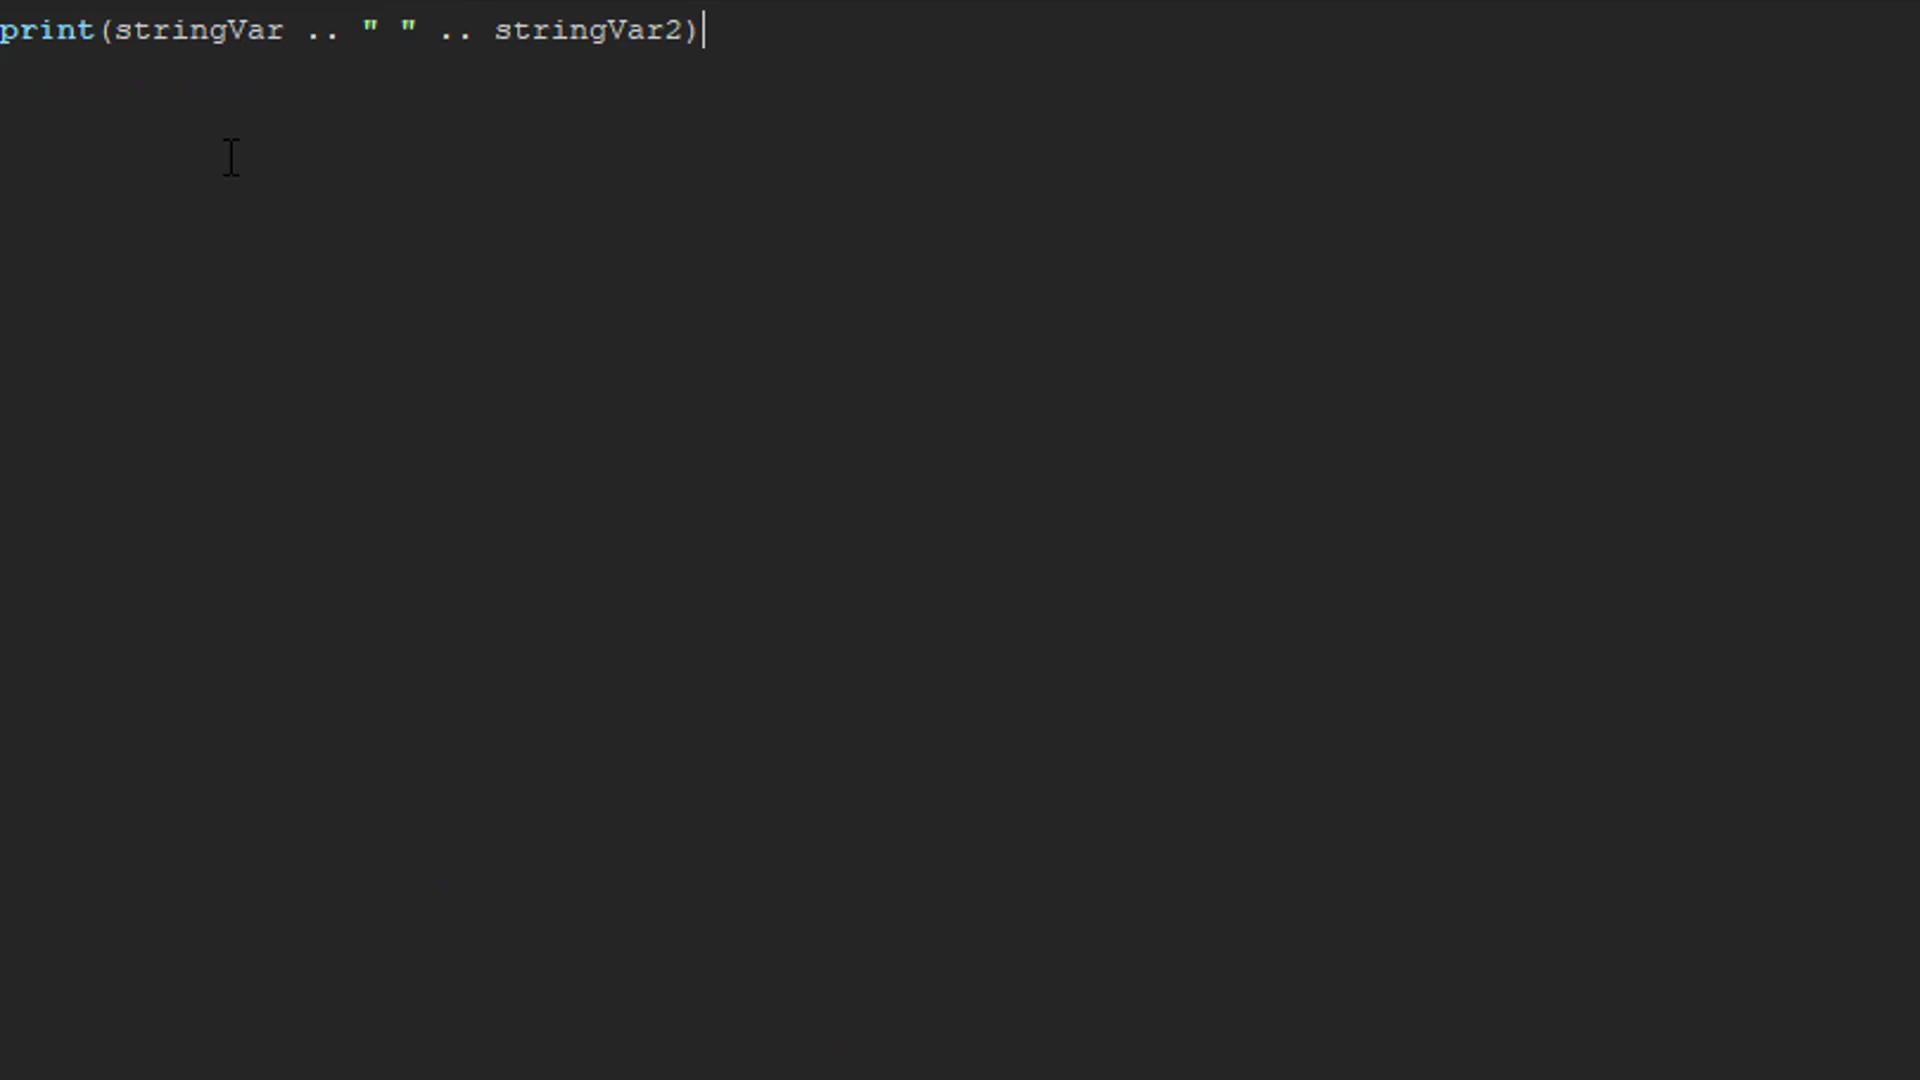 print(stringVar .. " " .. stringVar2)